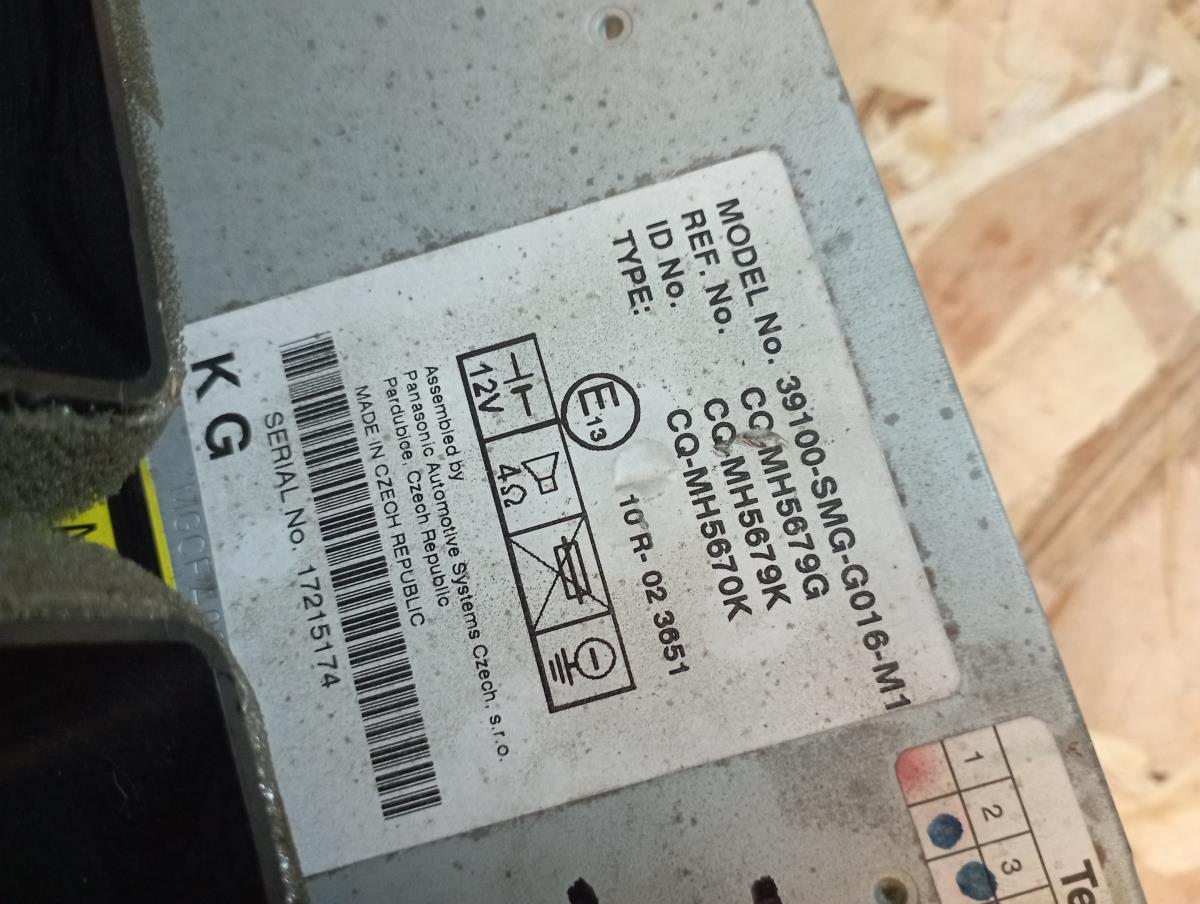 MODEL No. 39100-SMG-G016-M1
REF. No. CQ-MH5679G
ID No. CQ-MH5679K
TYPE: CQ-MH5670K
E13 10 R- 02 3651
12V 4Ω
Assembled by
Panasonic Automotive Systems Czech, s.r.o.
Pardubice, Czech Republic
MADE IN CZECH REPUBLIC
SERIAL No. 17215174
K G
1 2 3